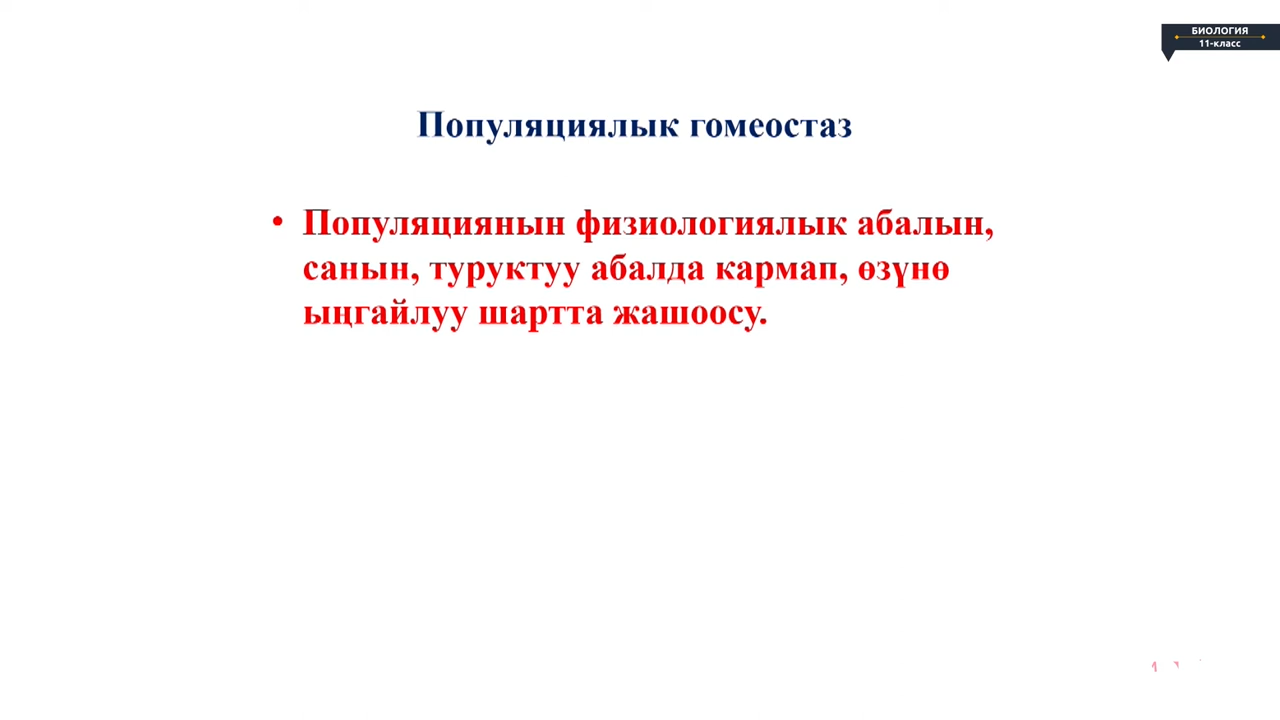 БИОЛОГИЯ
11-класс
Популяциялык гомеостаз
• Популяциянын физиологиялык абалын,
санын, туруктуу абалда кармап, өзүнө
ыңгайлуу шартта жашоосу.